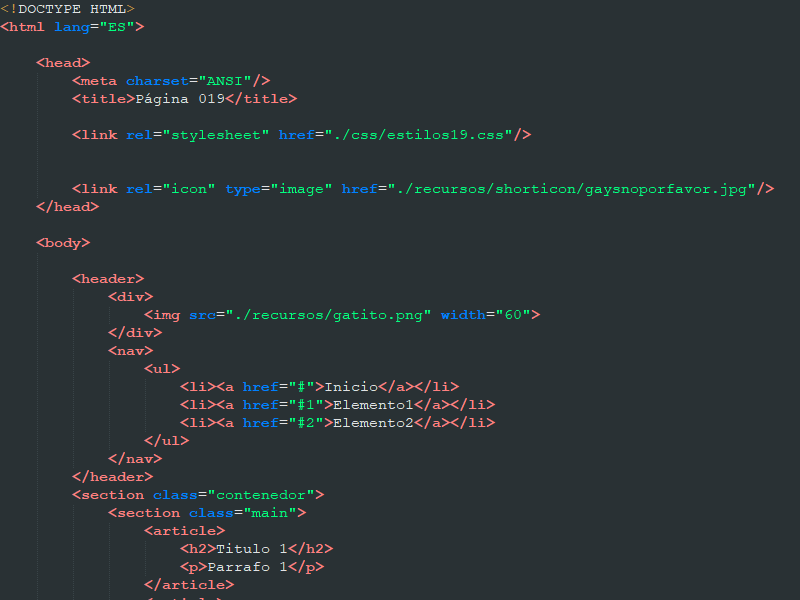 <!DOCTYPE HTML>
<html lang="ES">
<head>
<meta charset="ANSI"/>
<title>Página 019</title>
<link rel="stylesheet" href="./css/estilos19.css"/>
<link rel="icon" type="image" href="./recursos/shorticon/gaysnoporfavor.jpg"/>
</head>
<body>
<header>
<div>
<img src="./recursos/gatito.png" width="60">
</div>
<nav>
<ul>
<li><a href="#">Inicio</a></li>
<li><a href="#1">Elemento1</a></li>
<li><a href="#2">Elemento2</a></li>
</ul>
</nav>
</header>
<section class="contenedor">
<section class="main">
<article>
<h2>Titulo 1</h2>
<p>Parrafo 1</p>
</article>